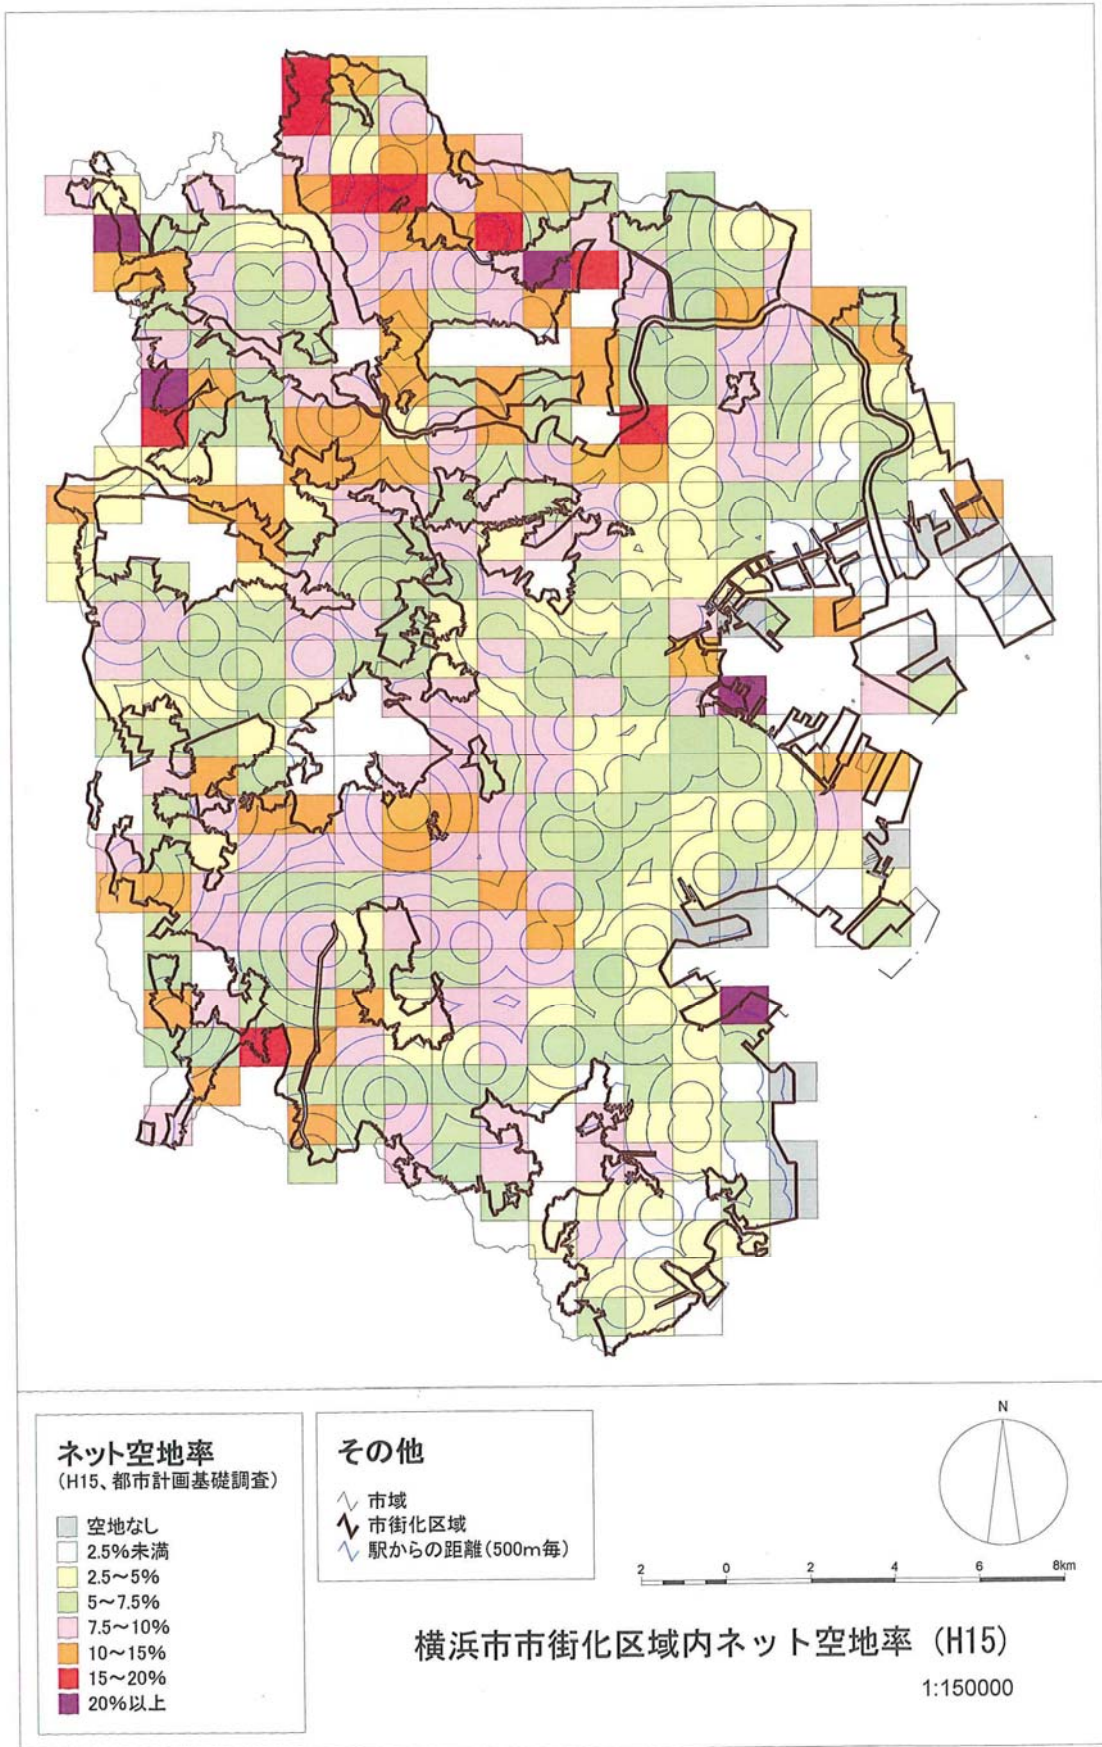 ネット空地率
(H15、都市計画基礎調査)
空地なし
2.5%未満
2.5～5%
5～7.5%
7.5～10%
10～15%
15～20%
20%以上
その他
市域
市街化区域
駅からの距離(500m毎)
N
2 0 2 4 6 8km
横浜市市街化区域内ネット空地率 (H15)
1:150000